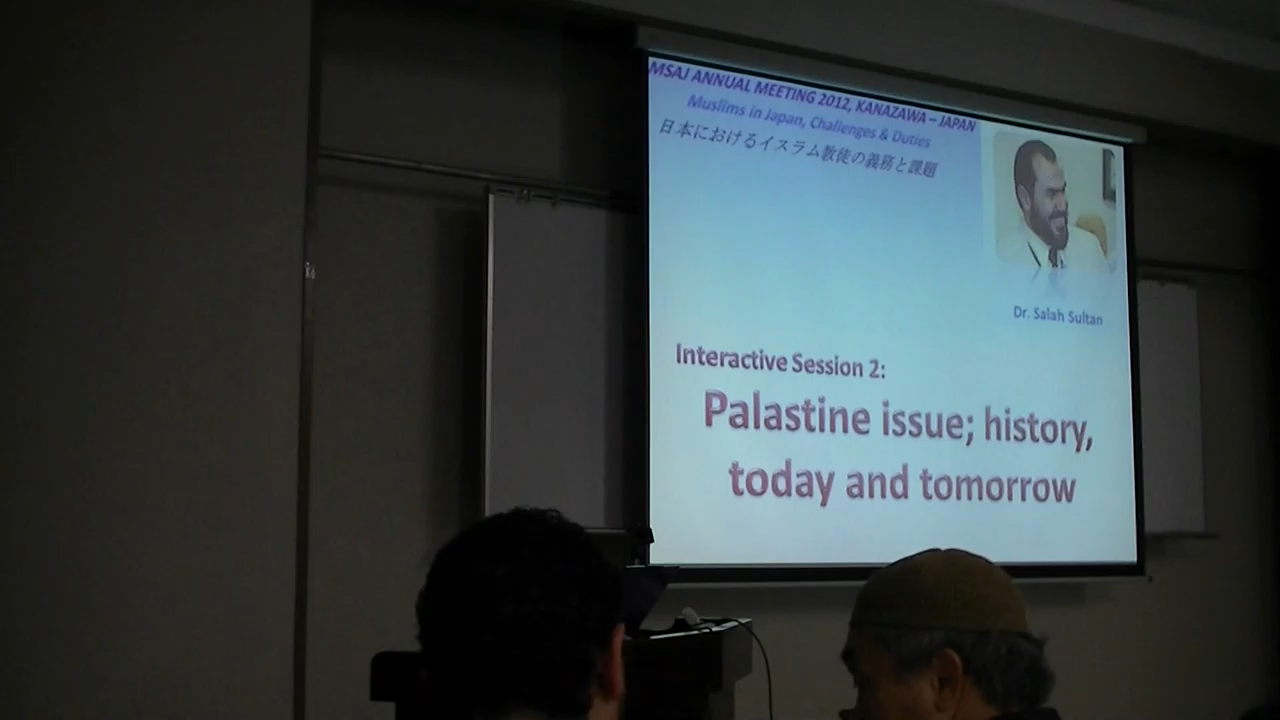 MSAJ ANNUAL MEETING 2012, KANAZAWA – JAPAN
Muslims in Japan, Challenges & Duties
日本におけるイスラム教徒の義務と課題
Dr. Salah Sultan
Interactive Session 2:
Palastine issue; history,
today and tomorrow